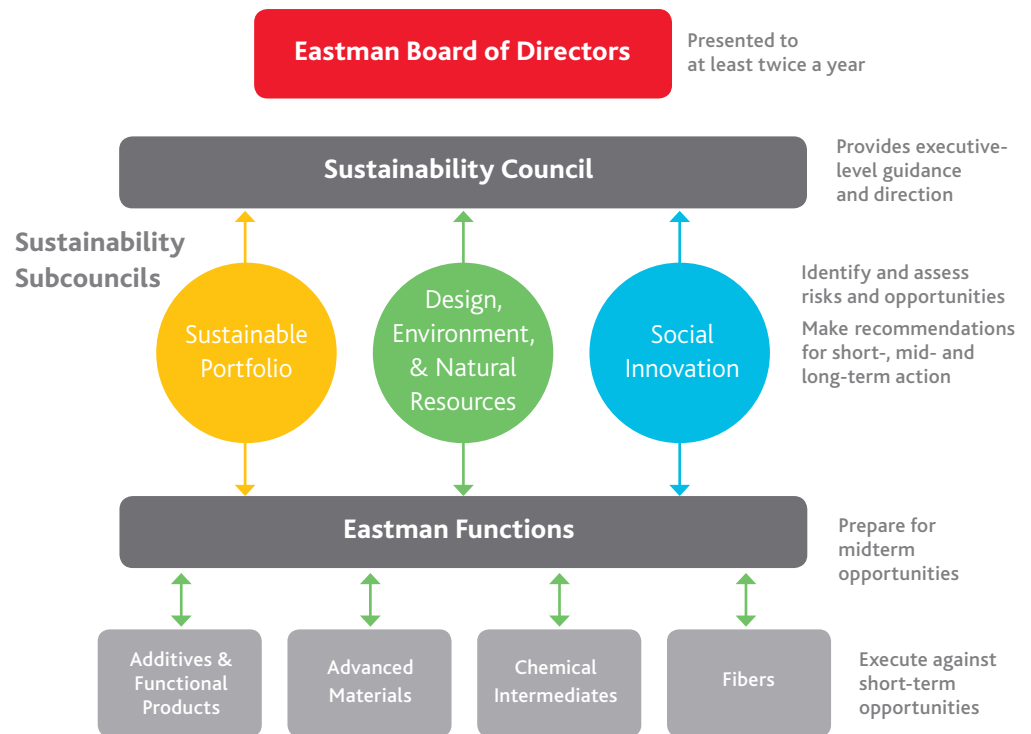 Eastman Board of Directors
Presented to
at least twice a year
Sustainability Council
Provides executive-
level guidance
and direction
Sustainability
Subcouncils
Sustainable
Portfolio
Design,
Environment,
& Natural
Resources
Social
Innovation
Identify and assess
risks and opportunities
Make recommendations
for short-, mid- and
long-term action
Eastman Functions
Prepare for
midterm
opportunities
Additives &
Functional
Products
Advanced
Materials
Chemical
Intermediates
Fibers
Execute against
short-term
opportunities